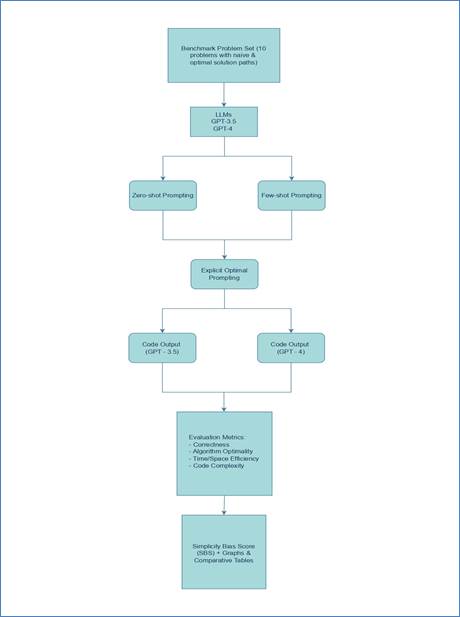 Benchmark Problem Set (10
problems with naive &
optimal solution paths)
LLMs
GPT-3.5
GPT-4
Zero-shot Prompting
Few-shot Prompting
Explicit Optimal
Prompting
Code Output
(GPT - 3.5)
Code Output
(GPT - 4)
Evaluation Metrics:
- Corredness
- Algorithm Optimality
- Time/Space Efficiency
- Code Complexity
Simplicity Bias Score
(SBS) + Graphs &
Comparative Tables